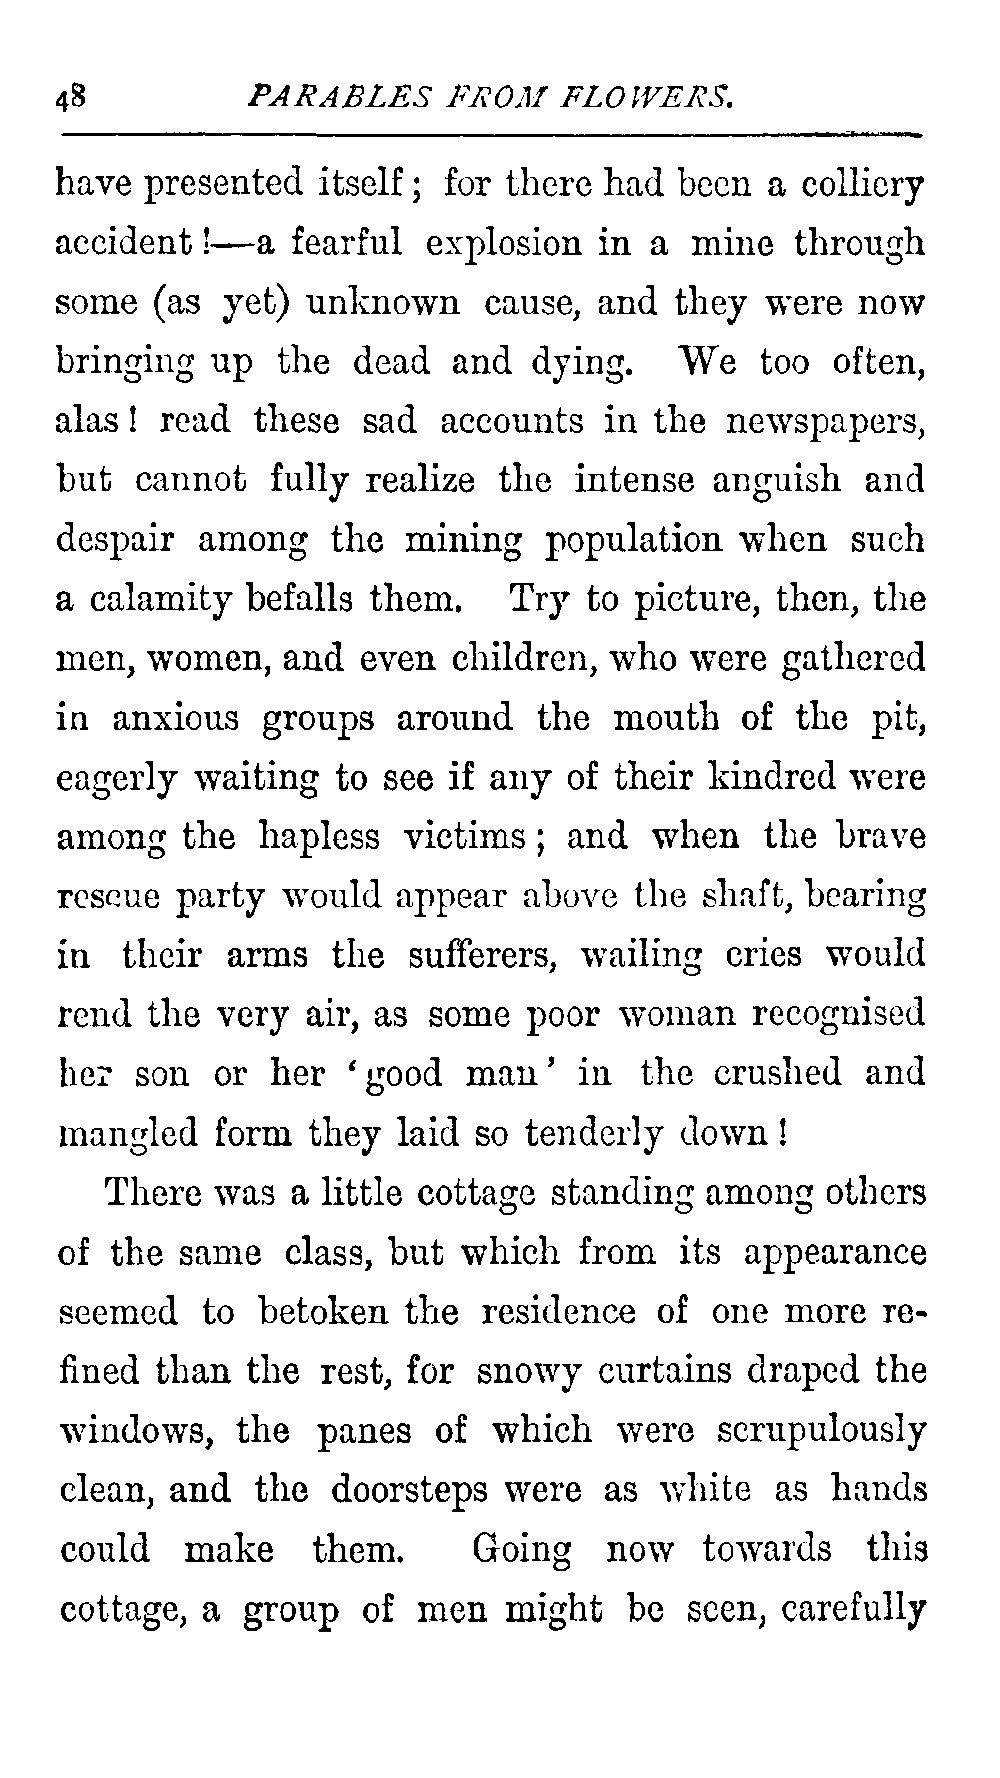 48 PARABLES FROM FLOWERS.
have presented itself; for there had been a colliery
accident!—a fearful explosion in a mine through
some (as yet) unknown cause, and they were now
bringing up the dead and dying. We too often,
alas! read these sad accounts in the newspapers,
but cannot fully realize the intense anguish and
despair among the mining population when such
a calamity befalls them. Try to picture, then, the
men, women, and even children, who were gathered
in anxious groups around the mouth of the pit,
eagerly waiting to see if any of their kindred were
among the hapless victims; and when the brave
rescue party would appear above the shaft, bearing
in their arms the sufferers, wailing cries would
rend the very air, as some poor woman recognised
her son or her ‘good man’ in the crushed and
mangled form they laid so tenderly down!
There was a little cottage standing among others
of the same class, but which from its appearance
seemed to betoken the residence of one more re-
fined than the rest, for snowy curtains draped the
windows, the panes of which were scrupulously
clean, and the doorsteps were as white as hands
could make them. Going now towards this
cottage, a group of men might be seen, carefully